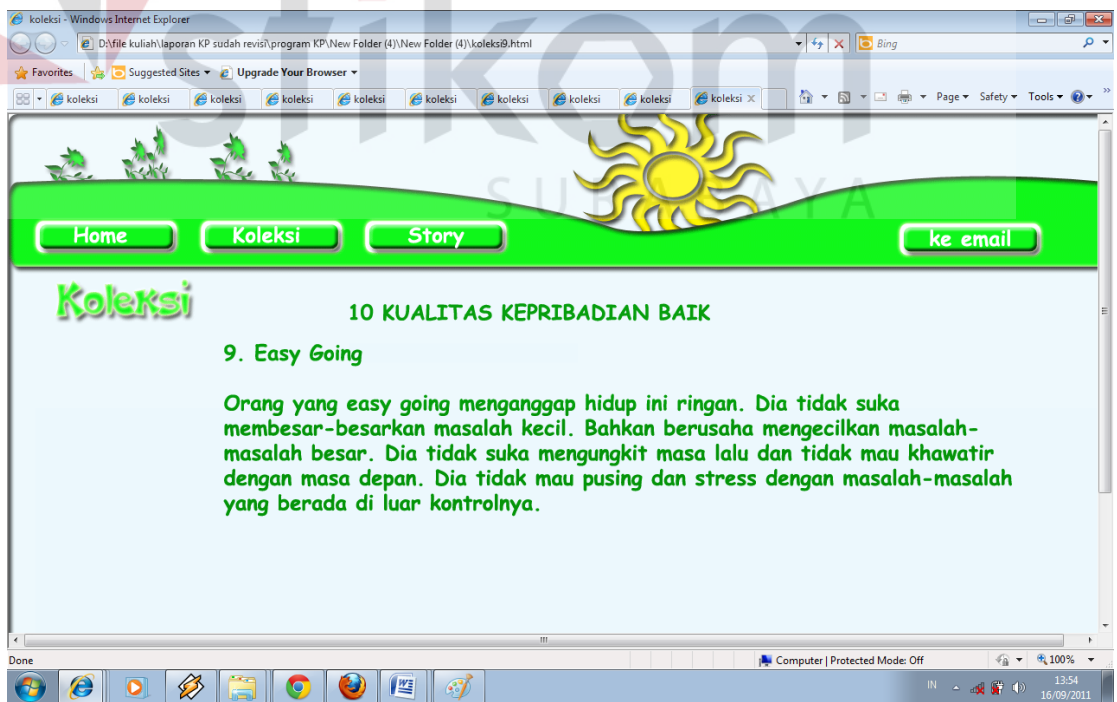 koleksi - Windows Internet Explorer
D:\file kuliah\laporan KP sudah revisi\program KP\New Folder (4)\New Folder (4)\koleksi9.html
Bing
Favorites Suggested Sites Upgrade Your Browser
koleksi koleksi koleksi koleksi koleksi koleksi koleksi koleksi koleksi koleksi Page Safety Tools
stikom
SURABAYA
Home Koleksi Story ke email
Koleksi
10 KUALITAS KEPRIBADIAN BAIK
9. Easy Going
Orang yang easy going menganggap hidup ini ringan. Dia tidak suka
membesar-besarkan masalah kecil. Bahkan berusaha mengecilkan masalah-
masalah besar. Dia tidak suka mengungkit masa lalu dan tidak mau khawatir
dengan masa depan. Dia tidak mau pusing dan stress dengan masalah-masalah
yang berada di luar kontrolnya.
Done Computer | Protected Mode: Off 100%
IN 13:54
16/09/2011